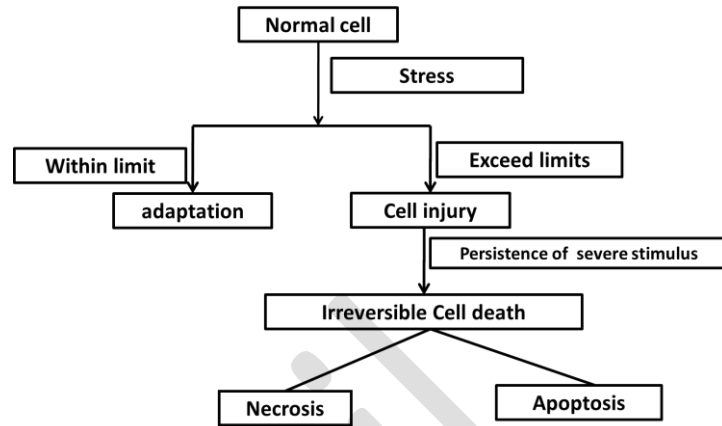 Normal cell
Stress
Within limit
Exceed limits
adaptation
Cell injury
Persistence of severe stimulus
Irreversible Cell death
Necrosis
Apoptosis